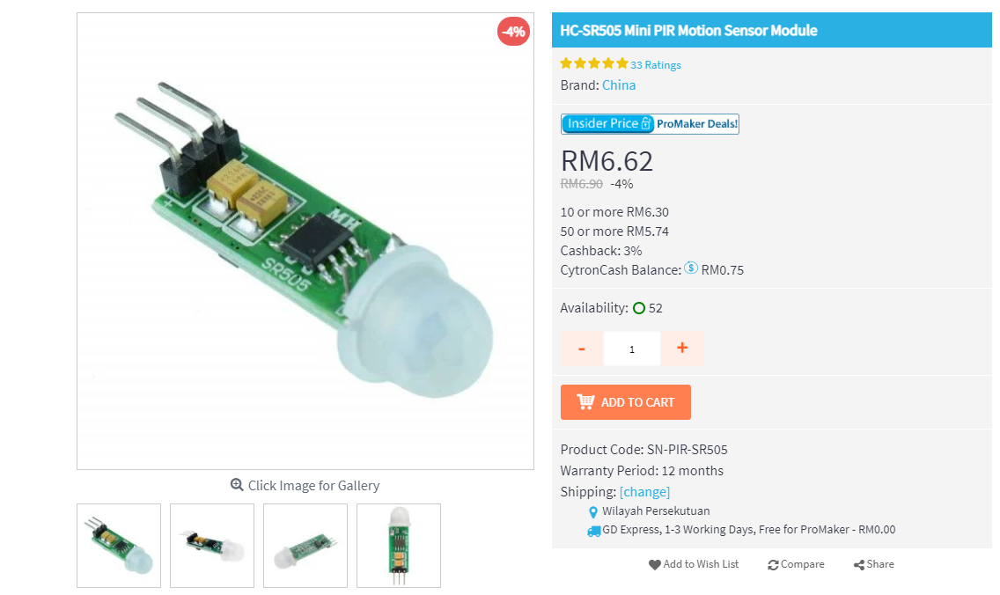 -4%
+
MH
SR505
Click Image for Gallery
HC-SR505 Mini PIR Motion Sensor Module
33 Ratings
Brand: China
Insider Price ProMaker Deals!
RM6.62
RM6.90 -4%
10 or more RM6.30
50 or more RM5.74
Cashback: 3%
CytronCash Balance: $ RM0.75
Availability: 52
- 1 +
ADD TO CART
Product Code: SN-PIR-SR505
Warranty Period: 12 months
Shipping: [change]
Wilayah Persekutuan
GD Express, 1-3 Working Days, Free for ProMaker - RM0.00
Add to Wish List Compare Share